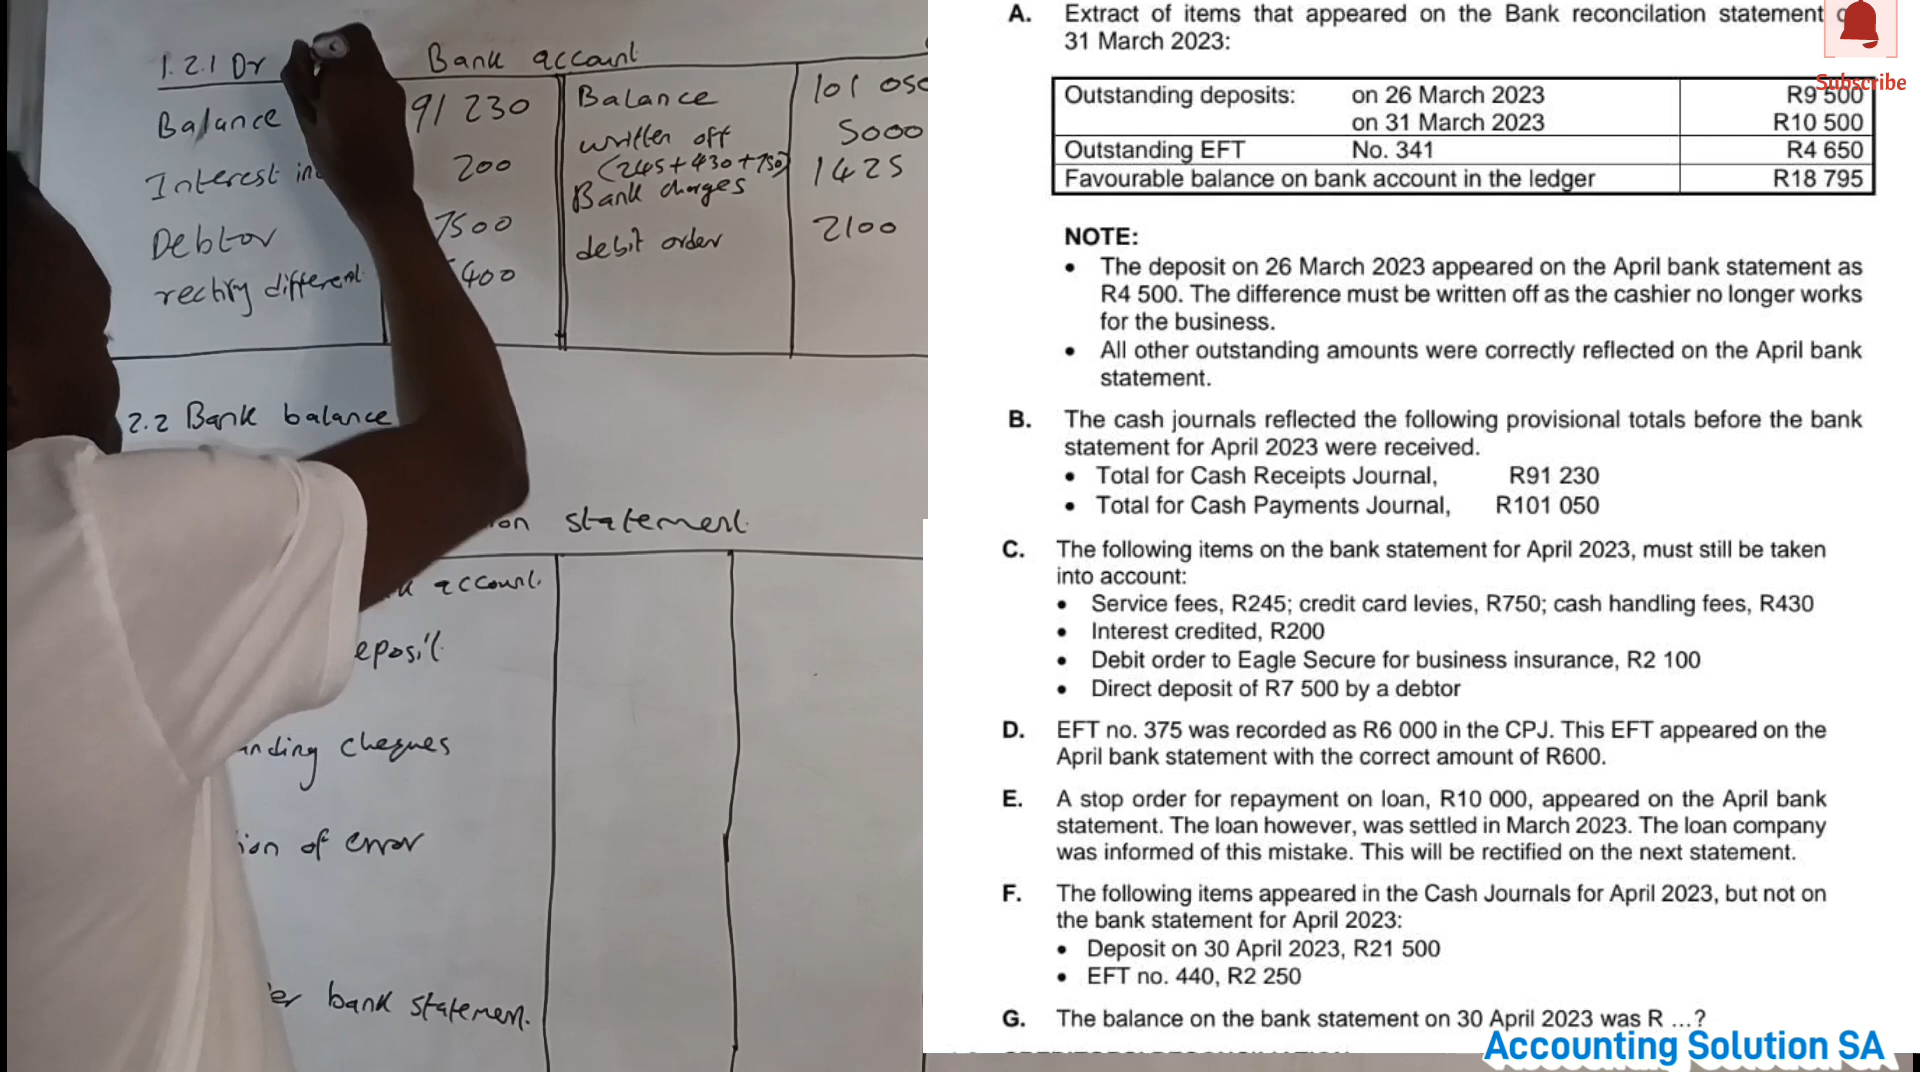 1.2.1 Dr
Bank account
Balance
91 230
Balance
101 050
written off
5000
Interest
200
(245+430+750)
1425
Bank charges
Debtor
7500
debit order
2100
rectify different
400
2.2 Bank balance
statement
account.
eposit
nding cheques
ion of error
er bank statement.
A. Extract of items that appeared on the Bank reconcilation statement
31 March 2023:
Subscribe
Outstanding deposits: on 26 March 2023 R9 500
on 31 March 2023 R10 500
Outstanding EFT No. 341 R4 650
Favourable balance on bank account in the ledger R18 795
NOTE:
• The deposit on 26 March 2023 appeared on the April bank statement as
R4 500. The difference must be written off as the cashier no longer works
for the business.
• All other outstanding amounts were correctly reflected on the April bank
statement.
B. The cash journals reflected the following provisional totals before the bank
statement for April 2023 were received.
• Total for Cash Receipts Journal, R91 230
• Total for Cash Payments Journal, R101 050
C. The following items on the bank statement for April 2023, must still be taken
into account:
• Service fees, R245; credit card levies, R750; cash handling fees, R430
• Interest credited, R200
• Debit order to Eagle Secure for business insurance, R2 100
• Direct deposit of R7 500 by a debtor
D. EFT no. 375 was recorded as R6 000 in the CPJ. This EFT appeared on the
April bank statement with the correct amount of R600.
E. A stop order for repayment on loan, R10 000, appeared on the April bank
statement. The loan however, was settled in March 2023. The loan company
was informed of this mistake. This will be rectified on the next statement.
F. The following items appeared in the Cash Journals for April 2023, but not on
the bank statement for April 2023:
• Deposit on 30 April 2023, R21 500
• EFT no. 440, R2 250
G. The balance on the bank statement on 30 April 2023 was R ...?
Accounting Solution SA